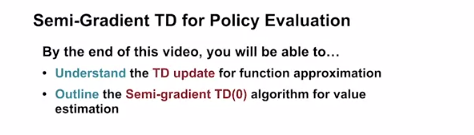 Semi-Gradient TD for Policy Evaluation
By the end of this video, you will be able to...
• Understand the TD update for function approximation
• Outline the Semi-gradient TD(0) algorithm for value
estimation